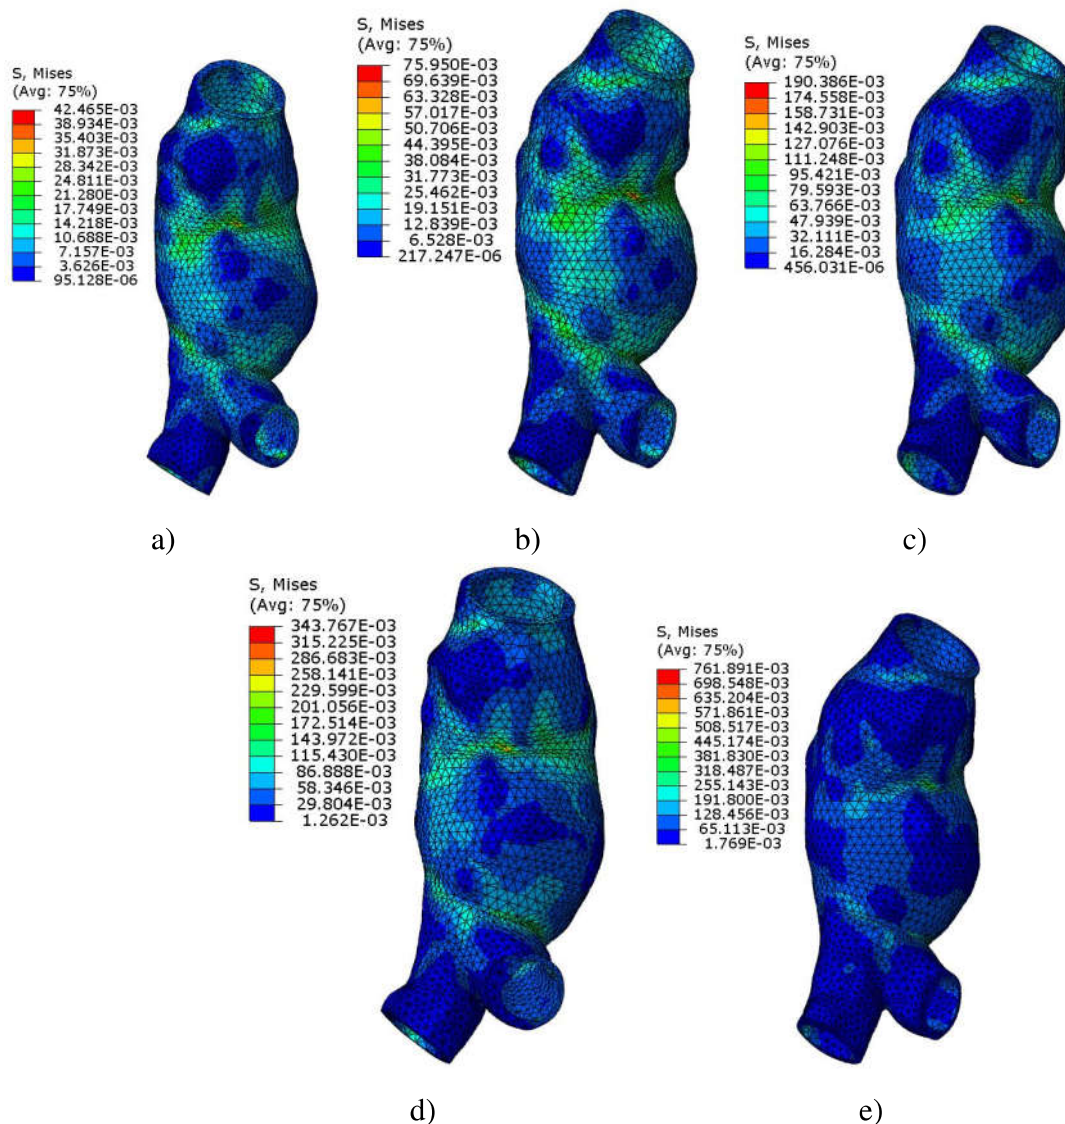 S, Mises
(Avg: 75%)
42.465E-03
38.934E-03
35.403E-03
31.873E-03
28.342E-03
24.811E-03
21.280E-03
17.749E-03
14.218E-03
10.688E-03
7.157E-03
3.626E-03
95.128E-06
a)
S, Mises
(Avg: 75%)
75.950E-03
69.639E-03
63.328E-03
57.017E-03
50.706E-03
44.395E-03
38.084E-03
31.773E-03
25.462E-03
19.151E-03
12.839E-03
6.528E-03
217.247E-06
b)
S, Mises
(Avg: 75%)
190.386E-03
174.558E-03
158.731E-03
142.903E-03
127.076E-03
111.248E-03
95.421E-03
79.593E-03
63.766E-03
47.939E-03
32.111E-03
16.284E-03
456.031E-06
c)
S, Mises
(Avg: 75%)
343.767E-03
315.225E-03
286.683E-03
258.141E-03
229.599E-03
201.056E-03
172.514E-03
143.972E-03
115.430E-03
86.888E-03
58.346E-03
29.804E-03
1.262E-03
d)
S, Mises
(Avg: 75%)
761.891E-03
698.548E-03
635.204E-03
571.861E-03
508.517E-03
445.174E-03
381.830E-03
318.487E-03
255.143E-03
191.800E-03
128.456E-03
65.113E-03
1.769E-03
e)